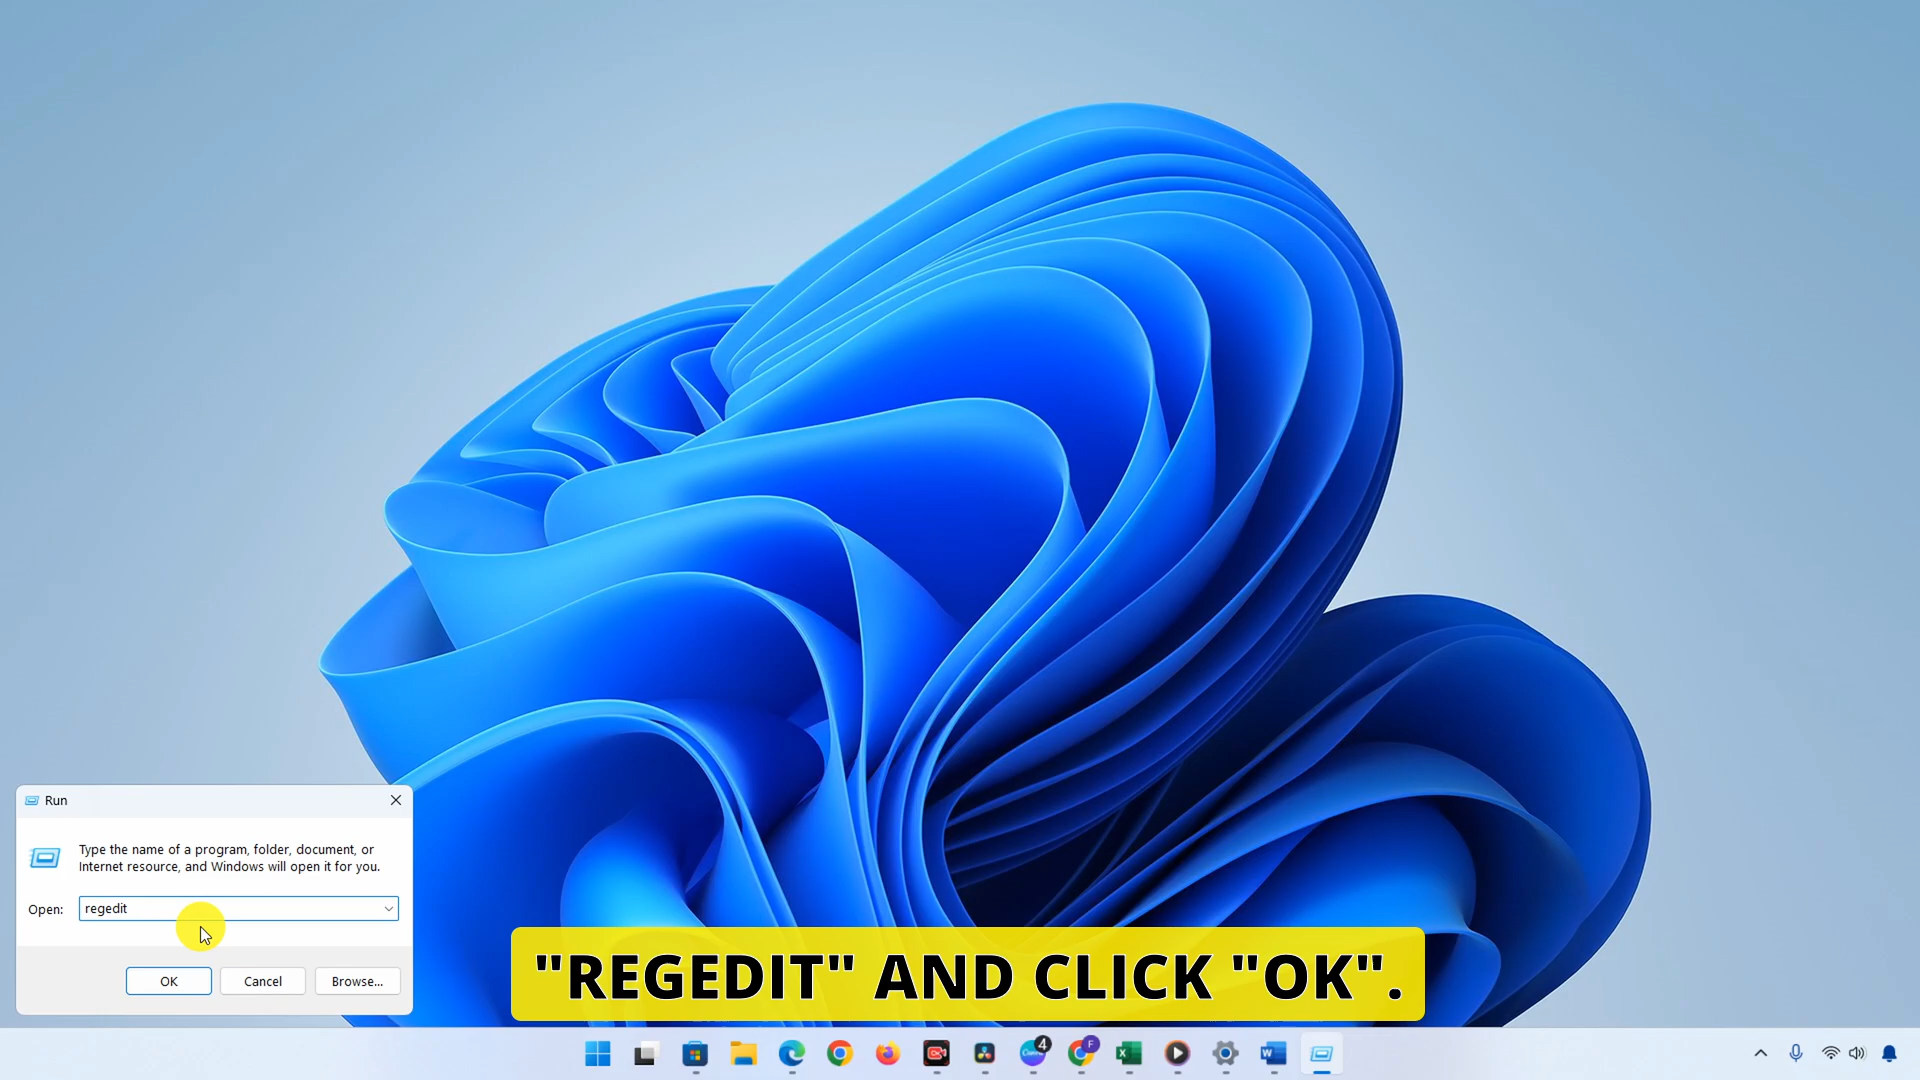 Run
Type the name of a program, folder, document, or
Internet resource, and Windows will open it for you.
Open:
regedit
OK
Cancel
Browse...
"REGEDIT" AND CLICK "OK".
4
F